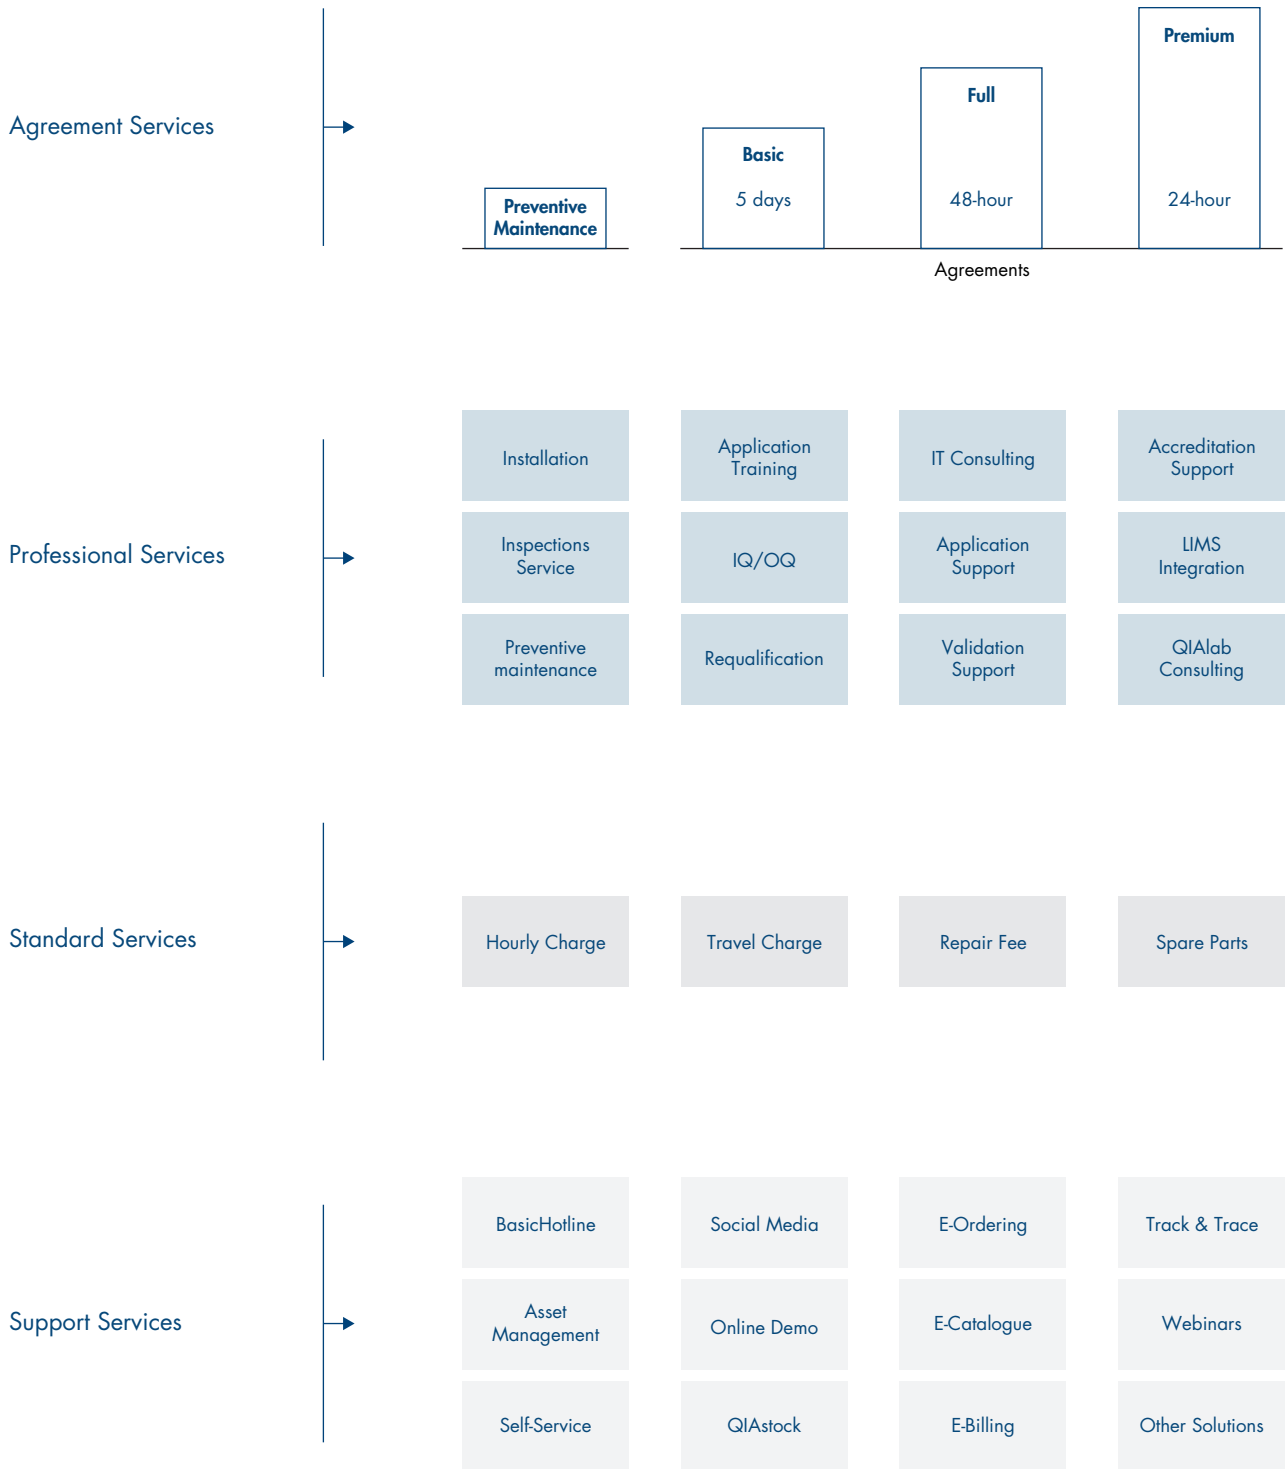 Agreement Services
Preventive
Maintenance
Basic
5 days
Full
48-hour
Premium
24-hour
Agreements
Professional Services
Installation
Application
Training
IT Consulting
Accreditation
Support
Inspections
Service
IQ/OQ
Application
Support
LIMS
Integration
Preventive
maintenance
Requalification
Validation
Support
QIAlab
Consulting
Standard Services
Hourly Charge
Travel Charge
Repair Fee
Spare Parts
Support Services
BasicHotline
Social Media
E-Ordering
Track & Trace
Asset
Management
Online Demo
E-Catalogue
Webinars
Self-Service
QIAstock
E-Billing
Other Solutions